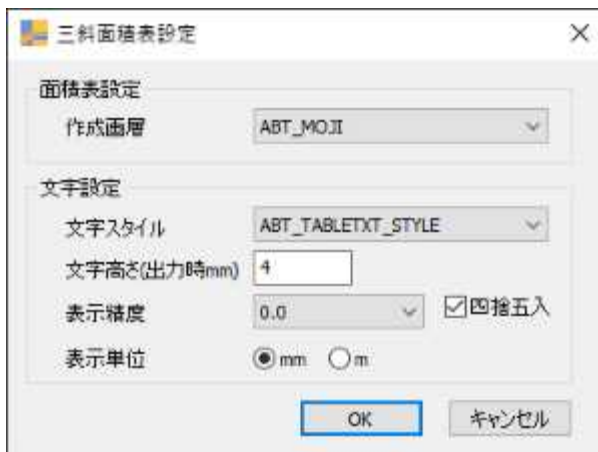 三斜面積表設定
面積表設定
作成画層 ABT_MOJI
文字設定
文字スタイル ABT_TABLETXT_STYLE
文字高さ(出力時mm) 4
表示精度 0.0 四捨五入
表示単位 mm m
OK キャンセル